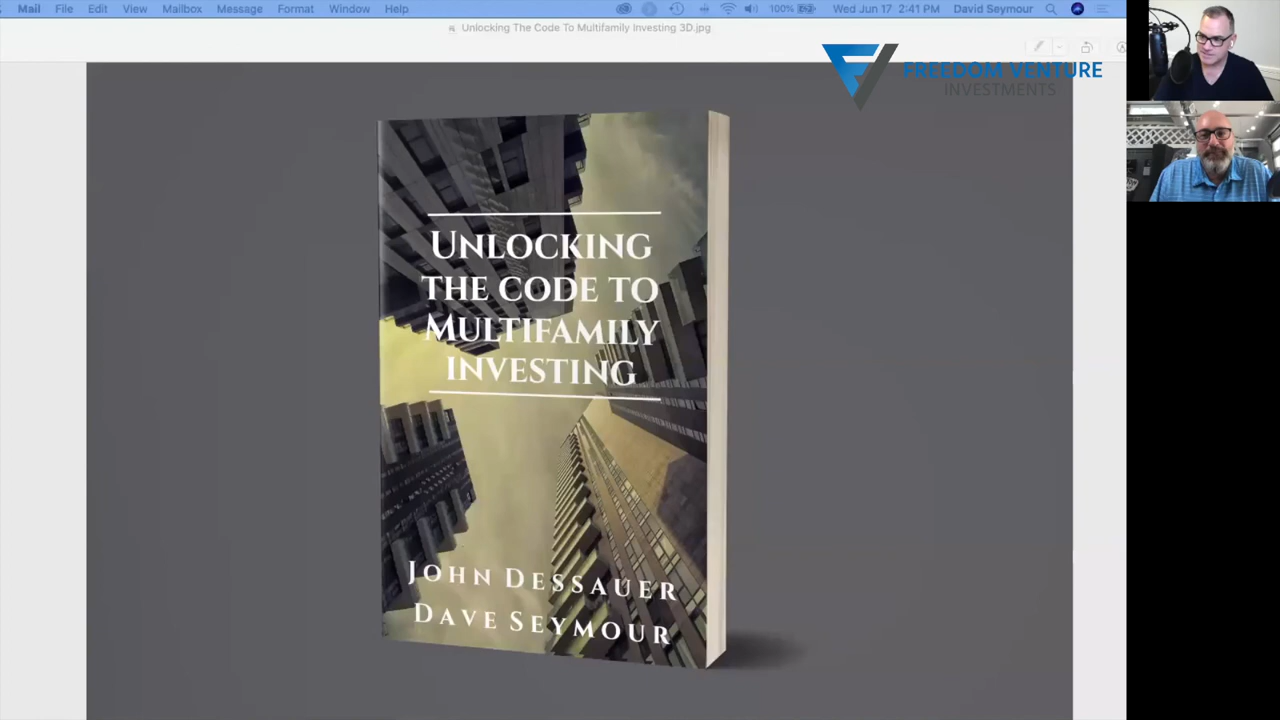 Mail File Edit View Mailbox Message Format Window Help 100% Wed Jun 17 2:41 PM David Seymour
Unlocking The Code To Multifamily Investing 3D.jpg
FREEDOM VENTURE
INVESTMENTS
UNLOCKING
THE CODE TO
MULTIFAMILY
INVESTING
JOHN DESSAUER
DAVE SEYMOUR